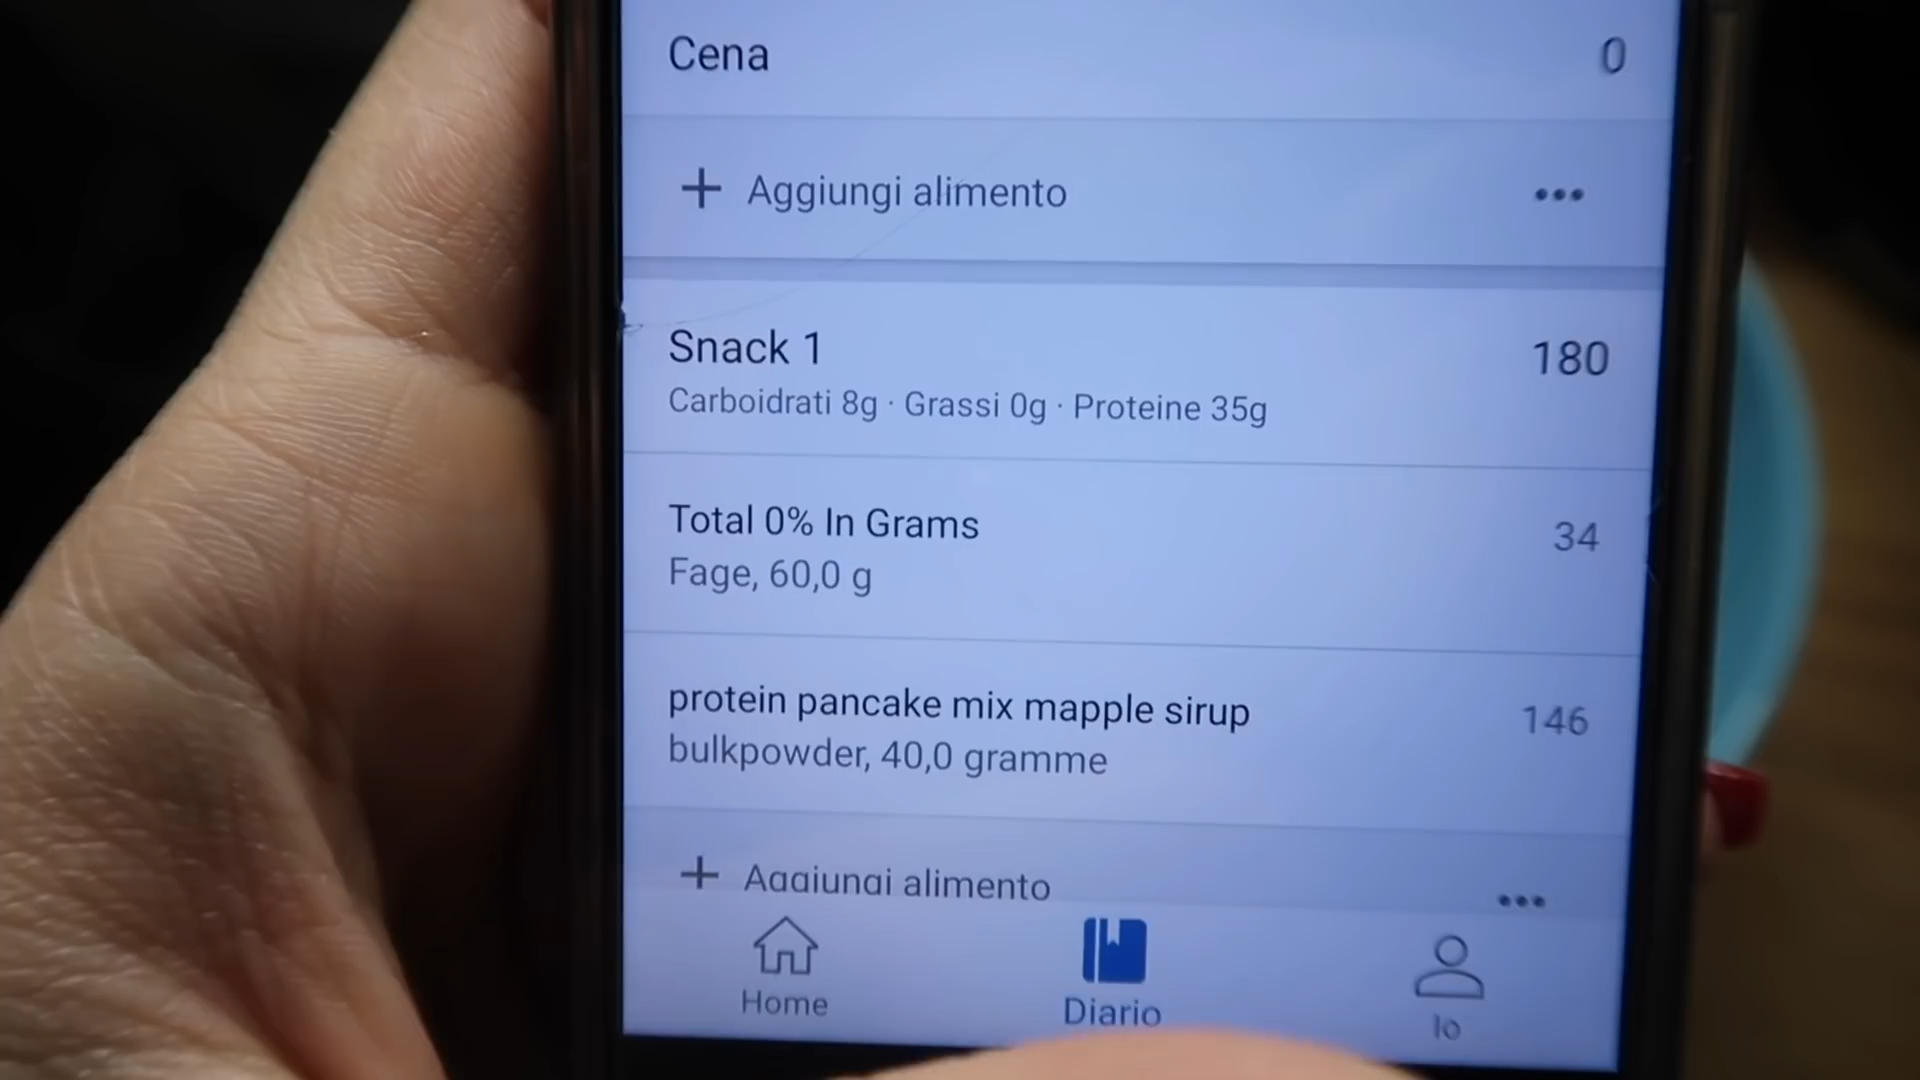 Cena 0
+ Aggiungi alimento •••
Snack 1 180
Carboidrati 8g · Grassi 0g · Proteine 35g
Total 0% In Grams 34
Fage, 60,0 g
protein pancake mix mapple sirup 146
bulkpowder, 40,0 gramme
+ Aggiungi alimento •••
Home Diario Io